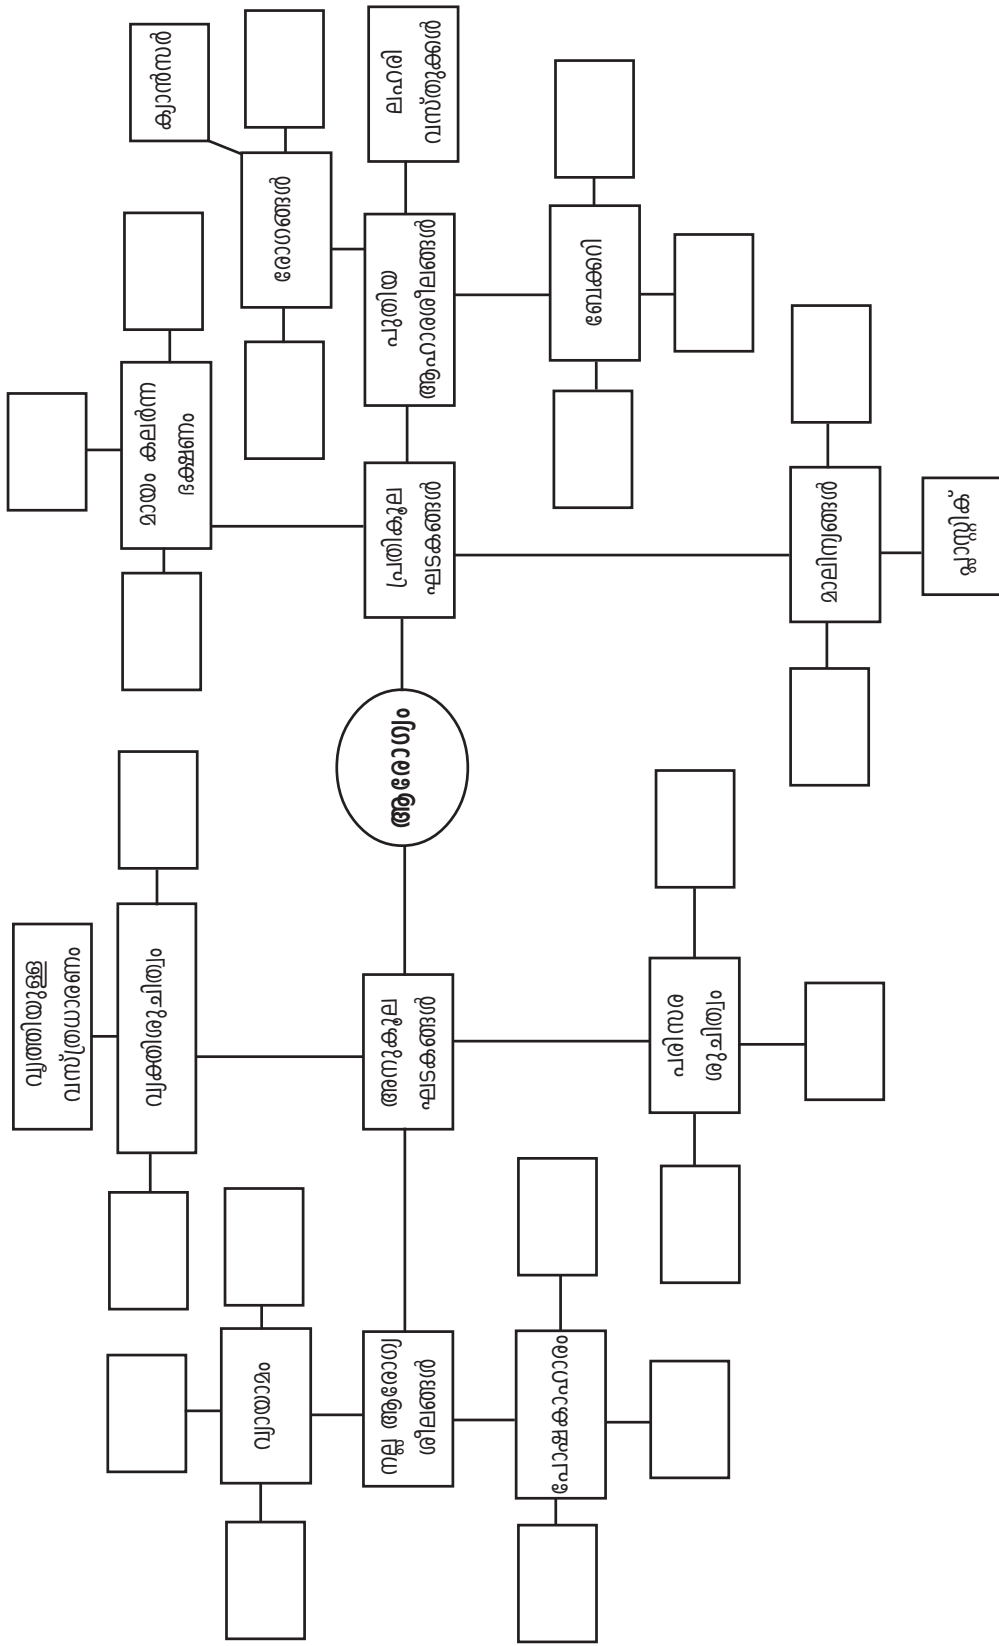 വൃത്തിയുള്ള
വസ്ത്രധാരണം
വ്യക്തിശുചിത്വം
മായം കലർന്ന
ഭക്ഷണം
ക്യാൻസർ
വ്യായാമം
രോഗങ്ങൾ
നല്ല ആരോഗ്യ
ശീലങ്ങൾ
അനുകൂല
ഘടകങ്ങൾ
ആരോഗ്യം
പ്രതികൂല
ഘടകങ്ങൾ
പുതിയ
ആഹാരശീലങ്ങൾ
ലഹരി
വസ്തുക്കൾ
പോഷകാഹാരം
പരിസര
ശുചിത്വം
ബേക്കറി
മാലിന്യങ്ങൾ
പ്ലാസ്റ്റിക്